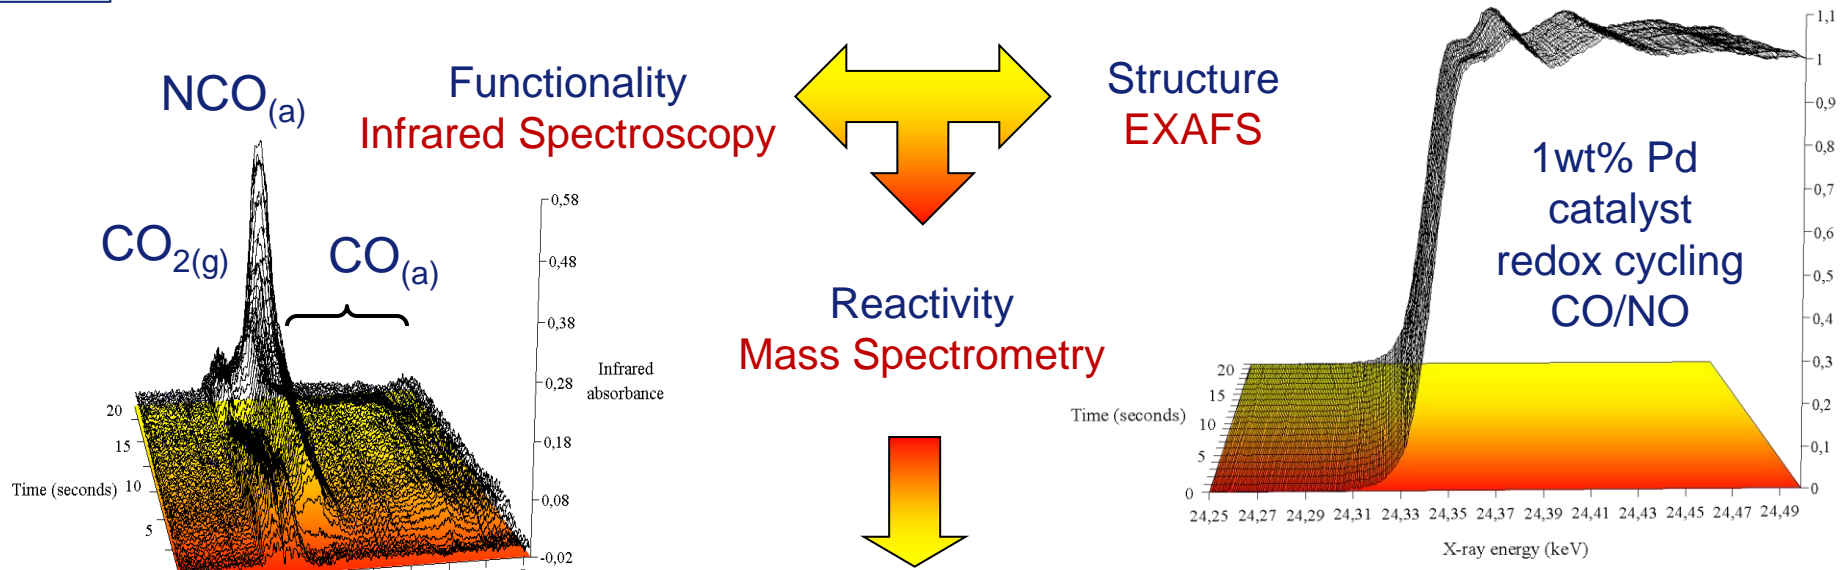 NCO(a)
CO2(g)
CO(a)
Functionality
Infrared Spectroscopy
0,58
0,48
0,38
0,28
0,18
0,08
-0,02
Infrared
absorbance
20
15
10
5
Time (seconds)
Reactivity
Mass Spectrometry
Structure
EXAFS
1wt% Pd
catalyst
redox cycling
CO/NO
1,1
1
0,9
0,8
0,7
0,6
0,5
0,4
0,3
0,2
0,1
0
20
15
10
5
0
Time (seconds)
24,25 24,27 24,29 24,31 24,33 24,35 24,37 24,39 24,41 24,43 24,45 24,47 24,49
X-ray energy (keV)